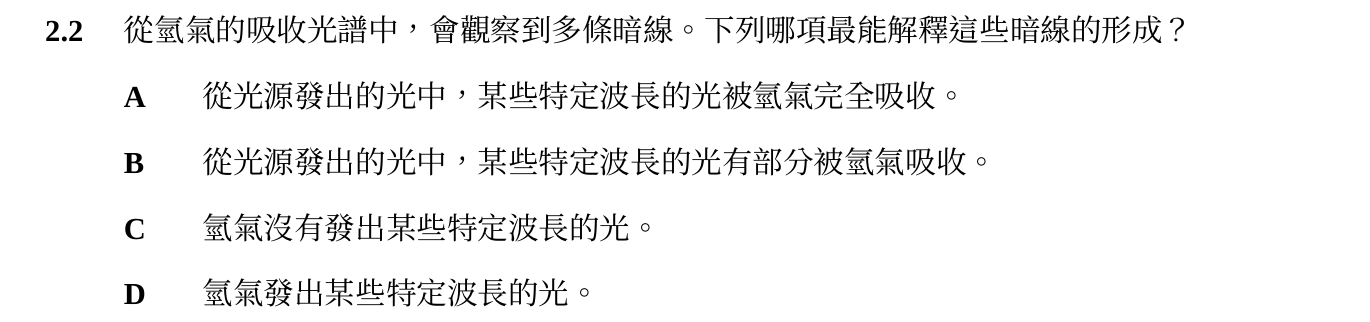 2.2 從氫氣的吸收光譜中，會觀察到多條暗線。下列哪項最能解釋這些暗線的形成？
A 從光源發出的光中，某些特定波長的光被氫氣完全吸收。
B 從光源發出的光中，某些特定波長的光有部分被氫氣吸收。
C 氫氣沒有發出某些特定波長的光。
D 氫氣發出某些特定波長的光。